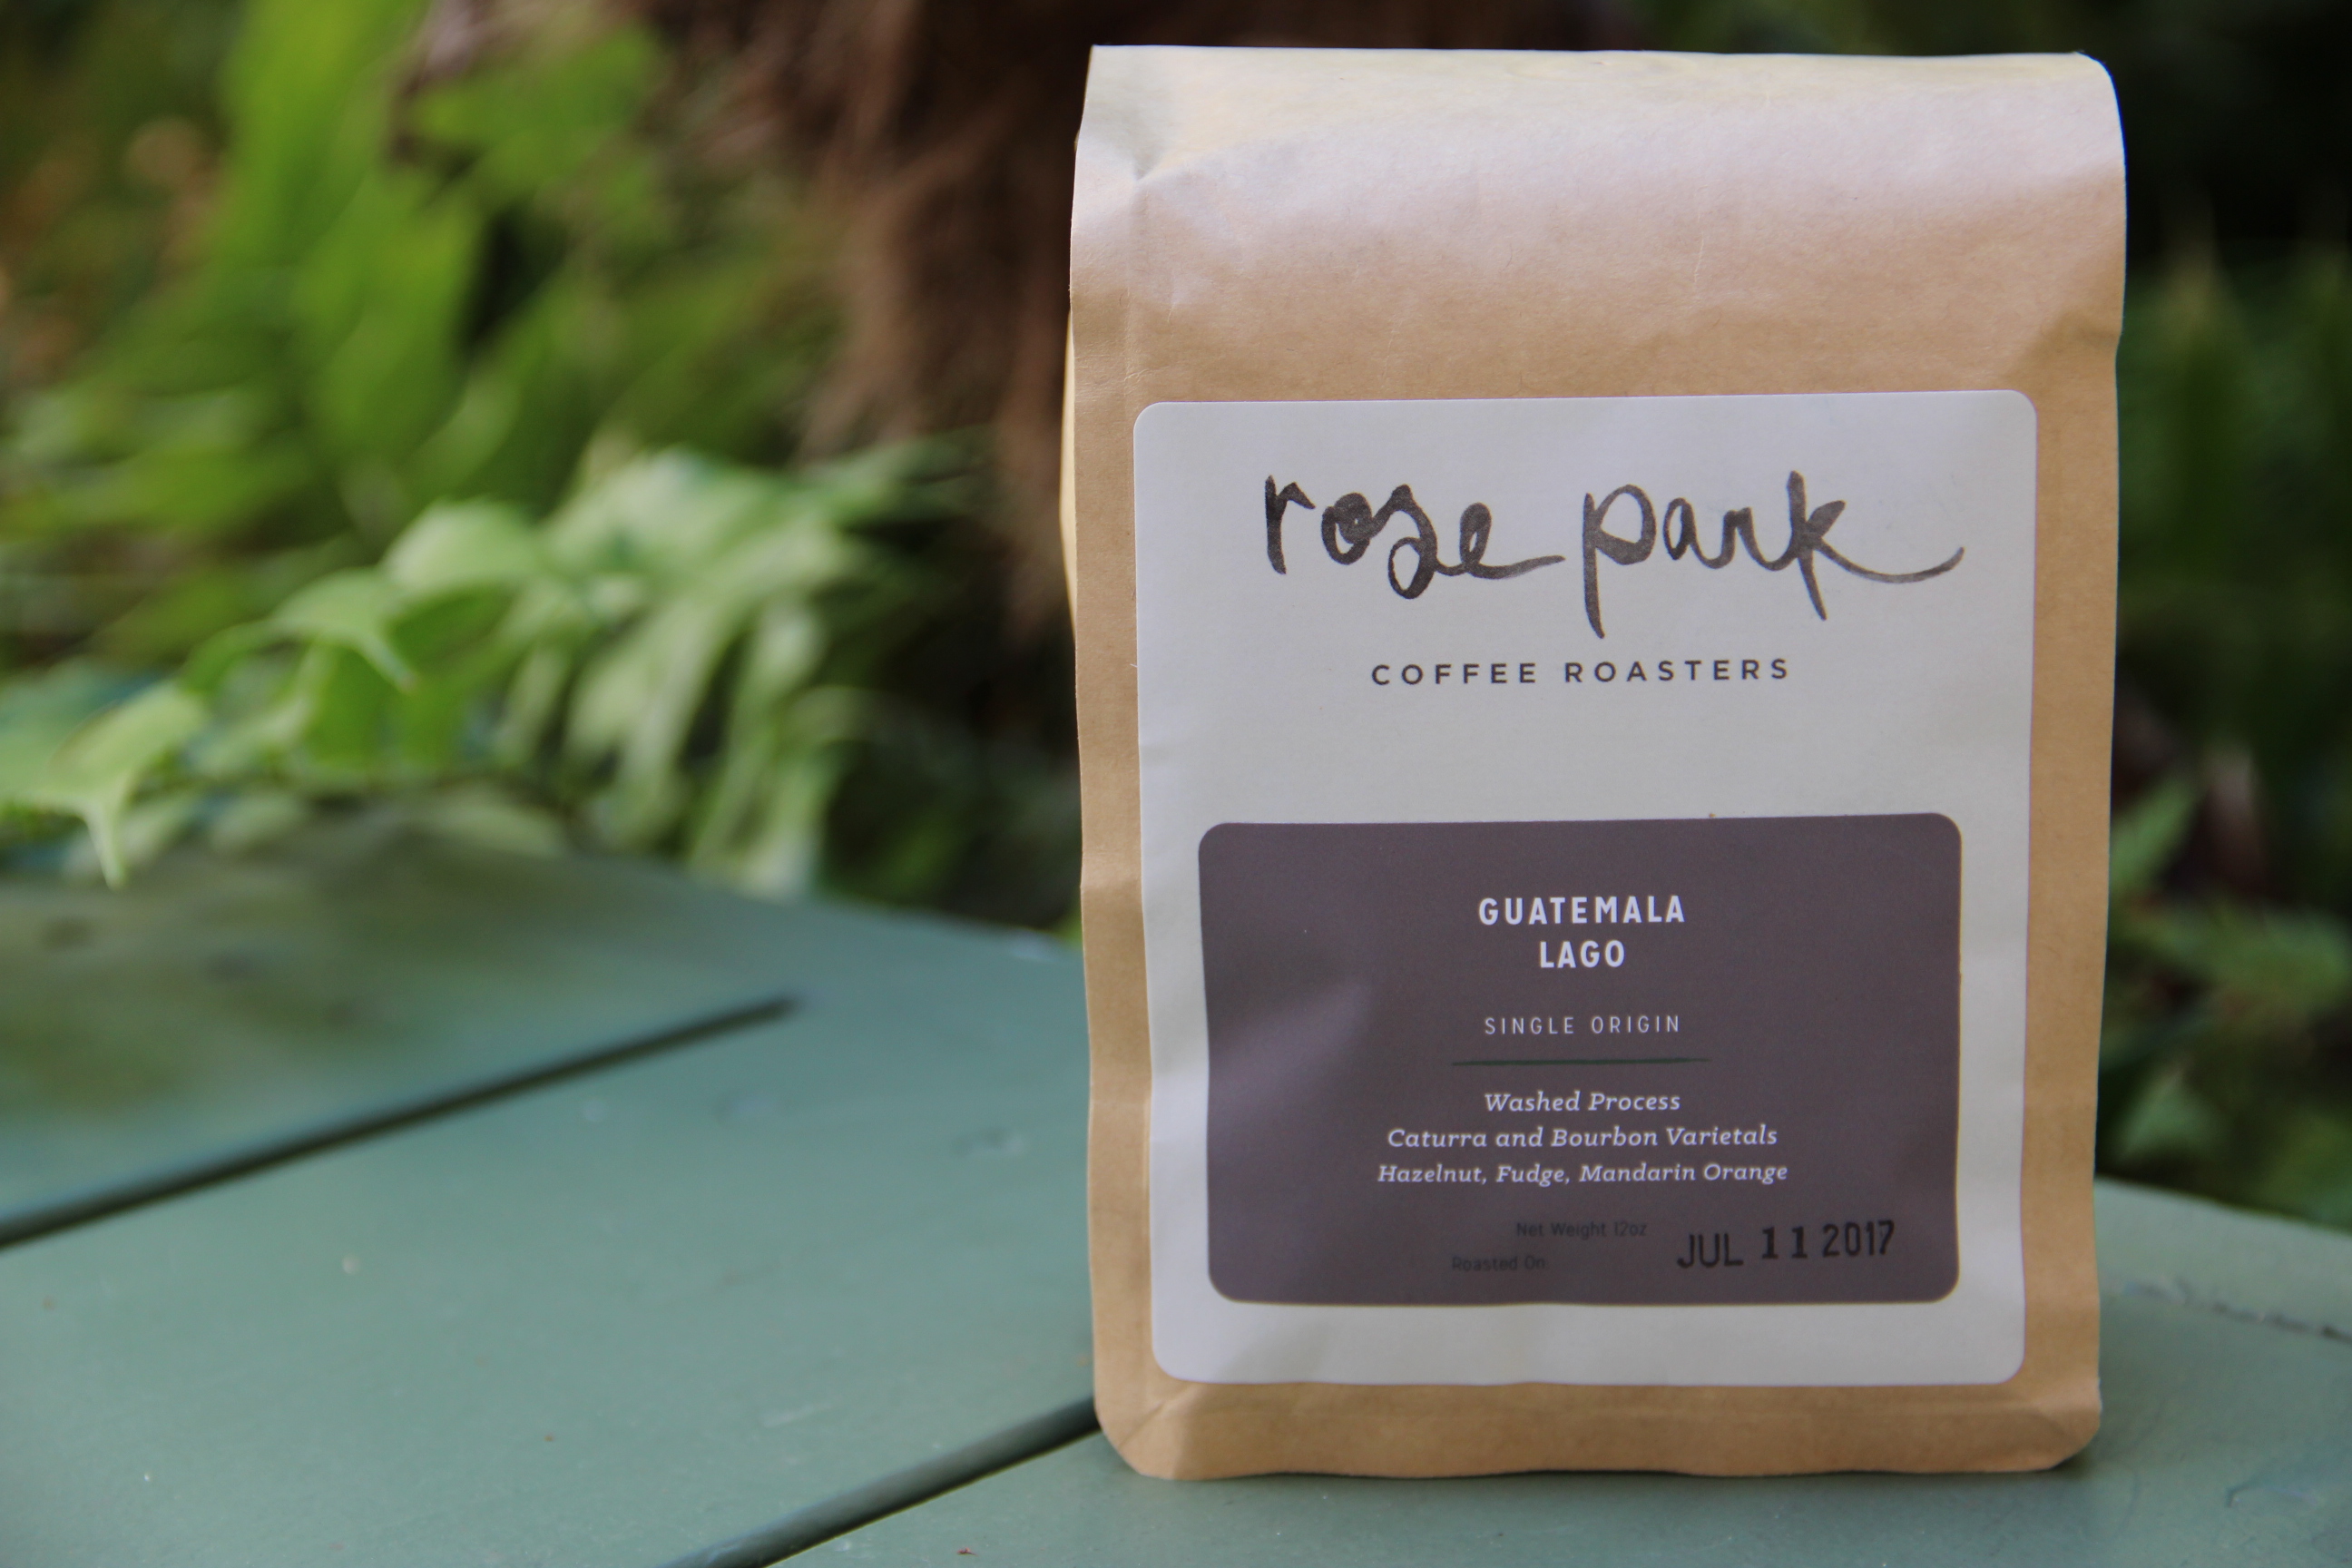 rose park
COFFEE ROASTERS
GUATEMALA
LAGO
SINGLE ORIGIN
Washed Process
Caturra and Bourbon Varietals
Hazelnut, Fudge, Mandarin Orange
Net Weight 12oz
Roasted On: JUL 11 2017